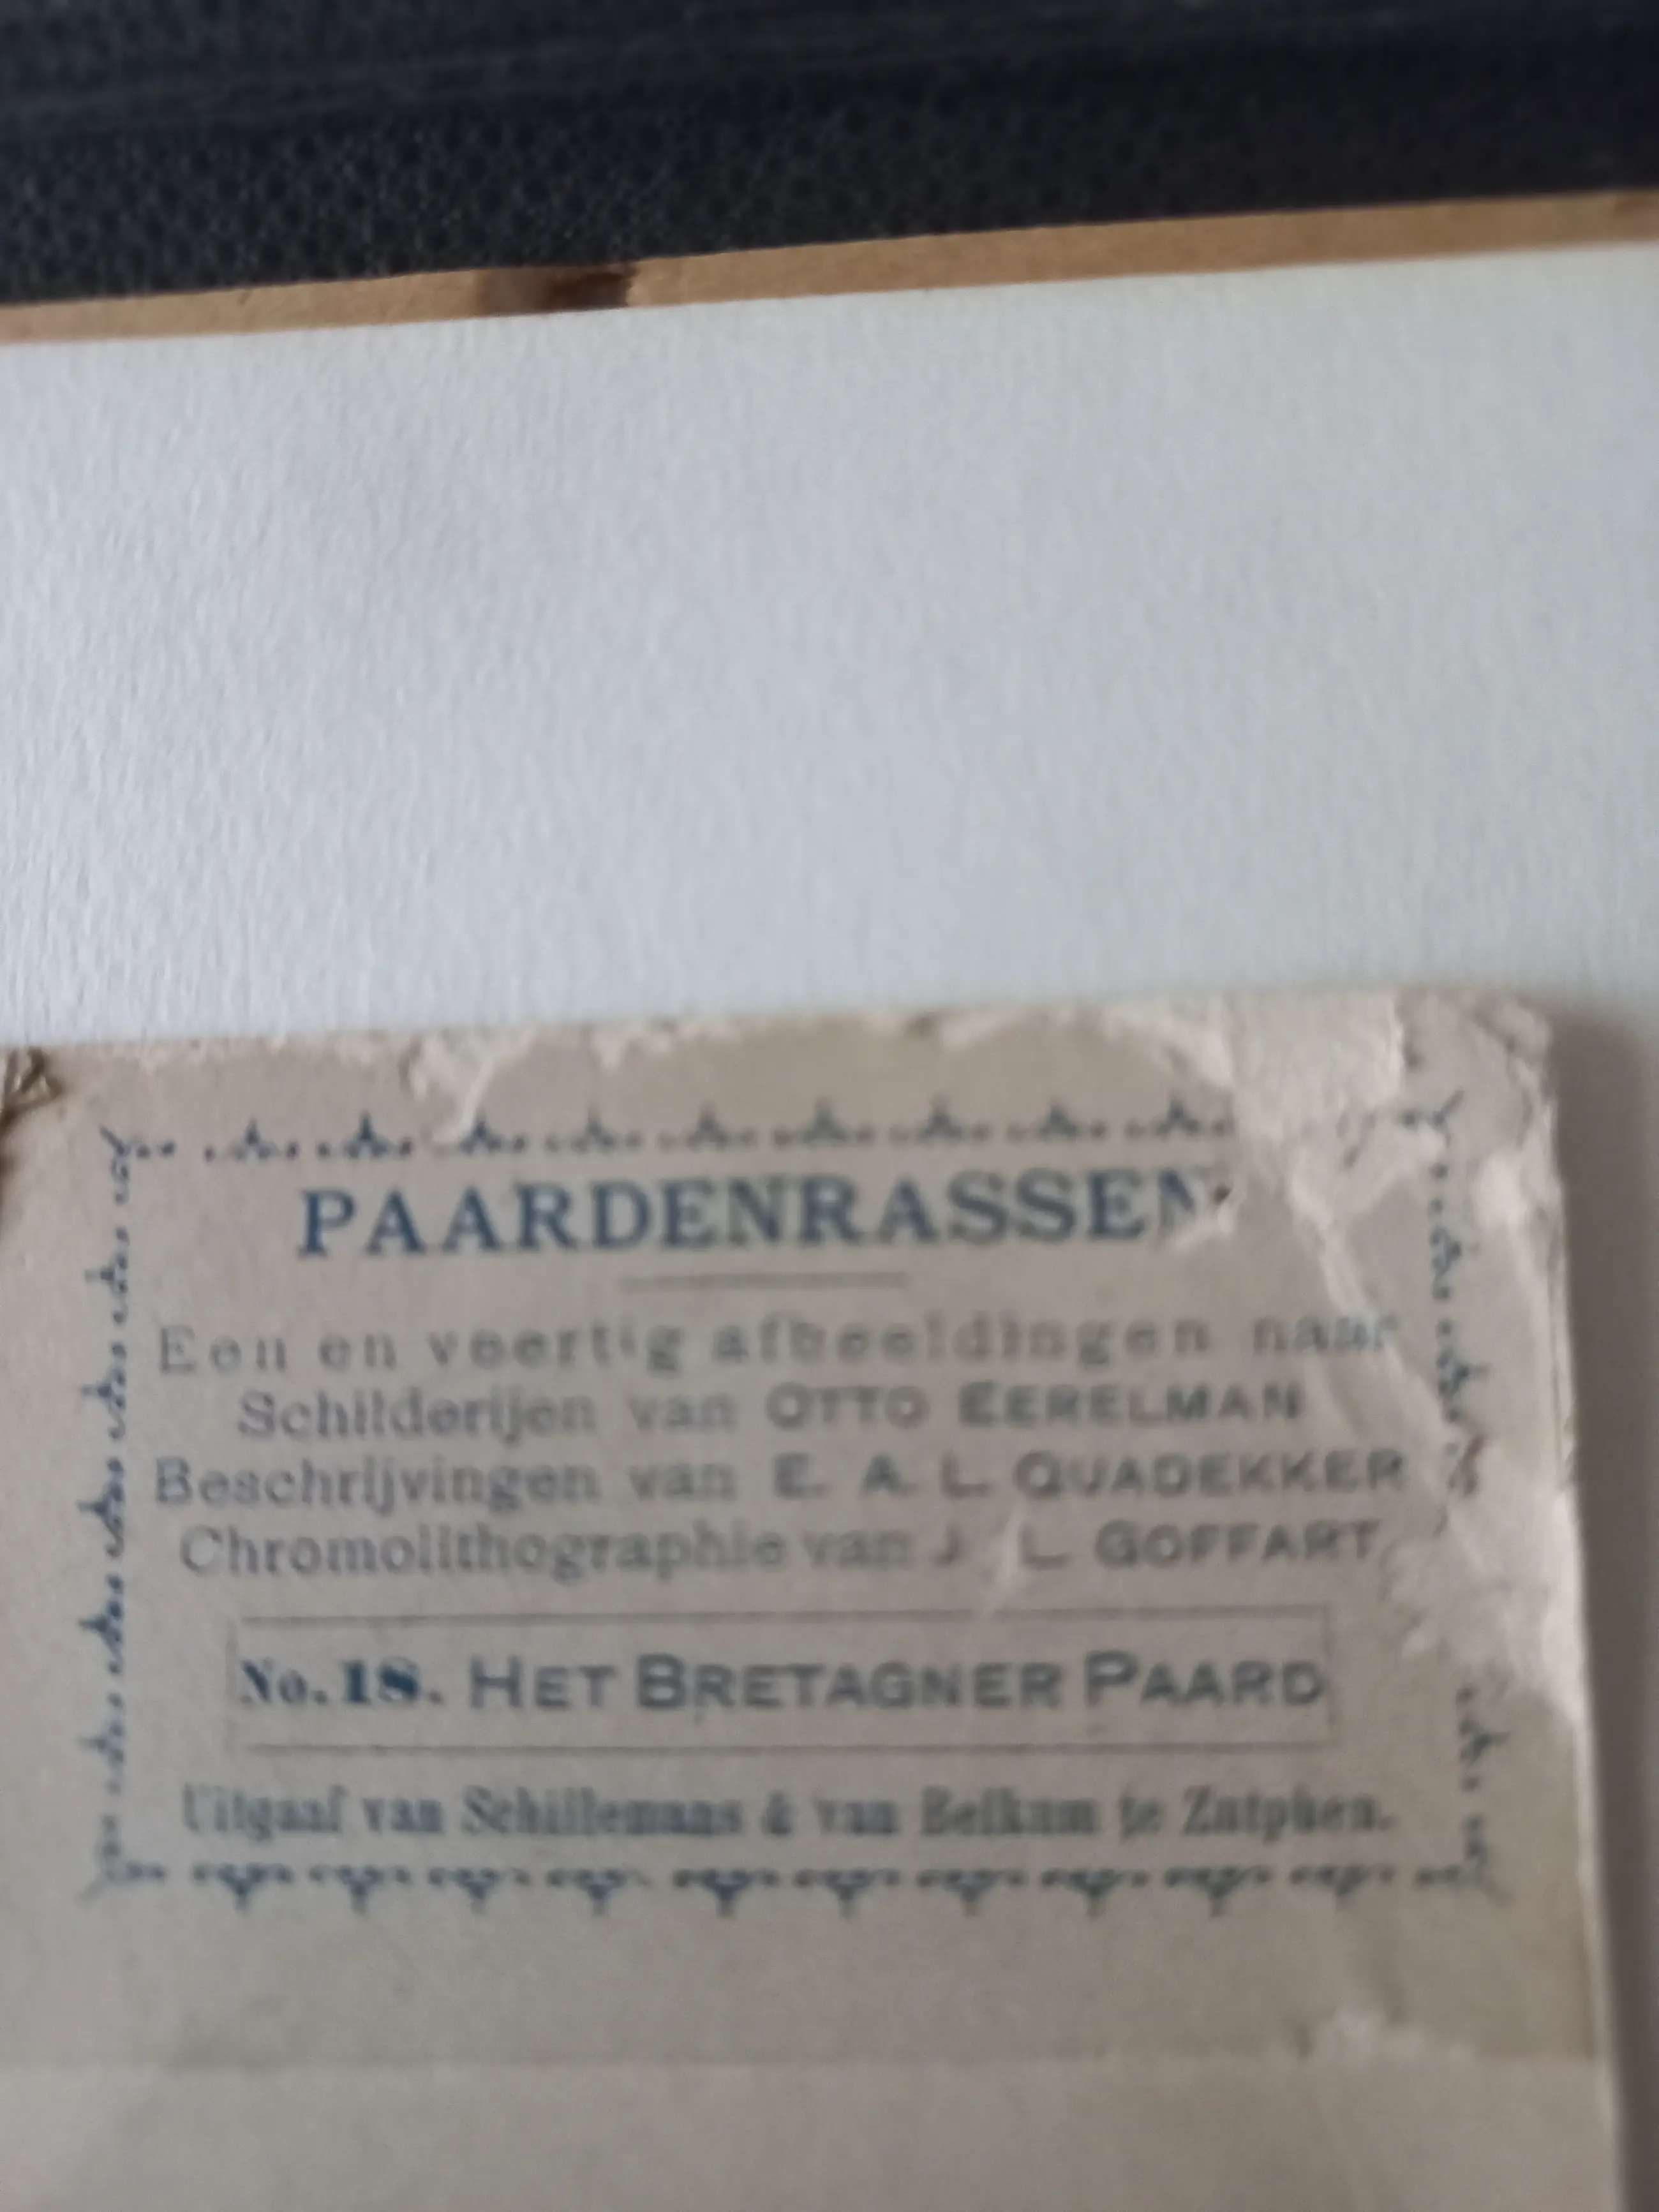 PAARDENRASSEN
Een en veertig afbeeldingen naar
Schilderijen van OTTO EERELMAN
Beschrijvingen van E. A. L. QUADEKKER
Chromolithographie van J. L. GOFFART
No. 18. HET BRETAGNER PAARD
Uitgaaf van Schillemans & van Belkum te Zutphen.